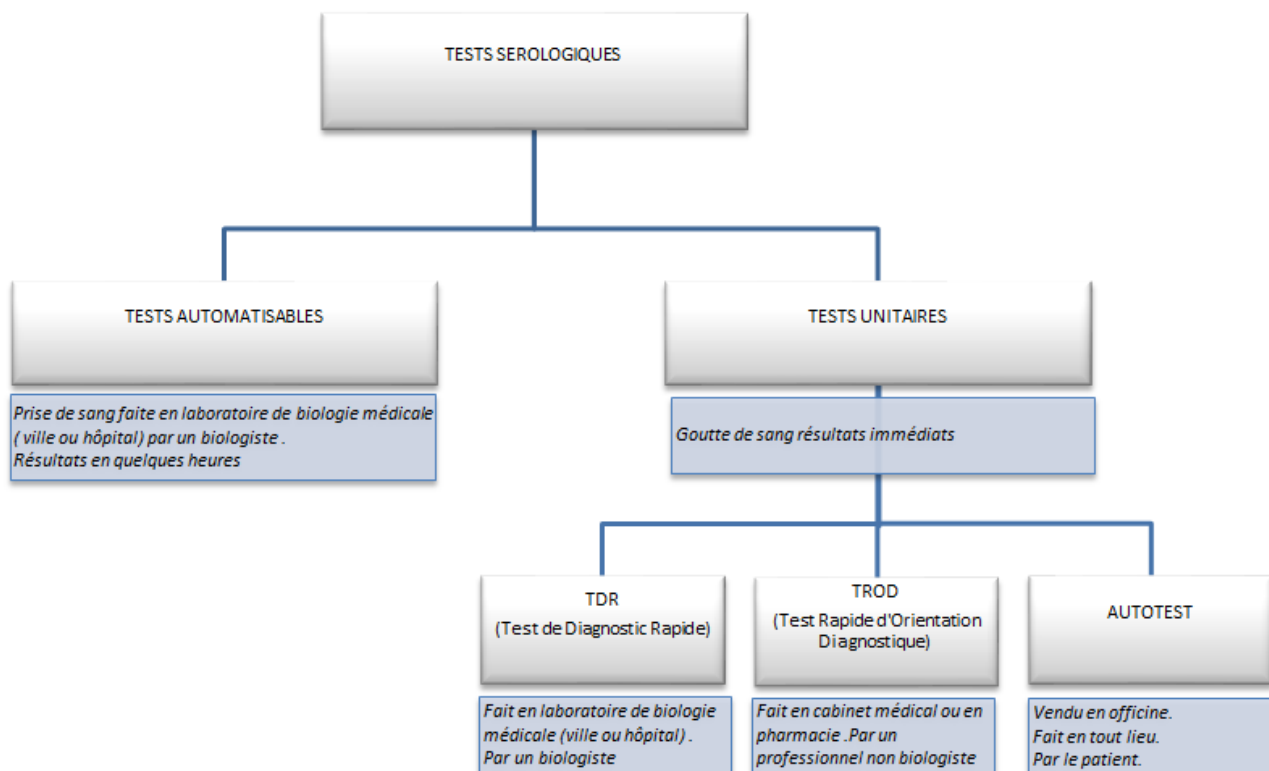 TESTS SEROLOGIQUES
TESTS AUTOMATISABLES
Prise de sang faite en laboratoire de biologie médicale
( ville ou hôpital) par un biologiste .
Résultats en quelques heures
TESTS UNITAIRES
Goutte de sang résultats immédiats
TDR
(Test de Diagnostic Rapide)
Fait en laboratoire de biologie
médicale (ville ou hôpital) .
Par un biologiste
TROD
(Test Rapide d'Orientation
Diagnostique)
Fait en cabinet médical ou en
pharmacie .Par un
professionnel non biologiste
AUTOTEST
Vendu en officine.
Fait en tout lieu.
Par le patient.